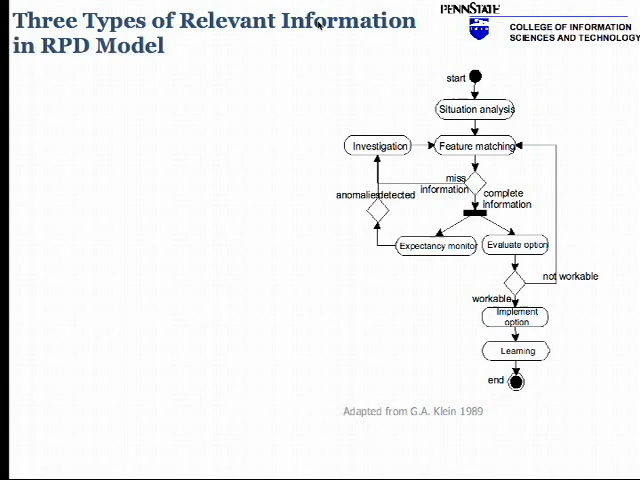 Three Types of Relevant Information
in RPD Model
PENNSTATE
COLLEGE OF INFORMATION
SCIENCES AND TECHNOLOGY
start
Situation analysis
Investigation
Feature matching
miss
information
complete
information
anomaliesdetected
Expectancy monitor
Evaluate option
not workable
workable
Implement
option
Learning
end
Adapted from G.A. Klein 1989